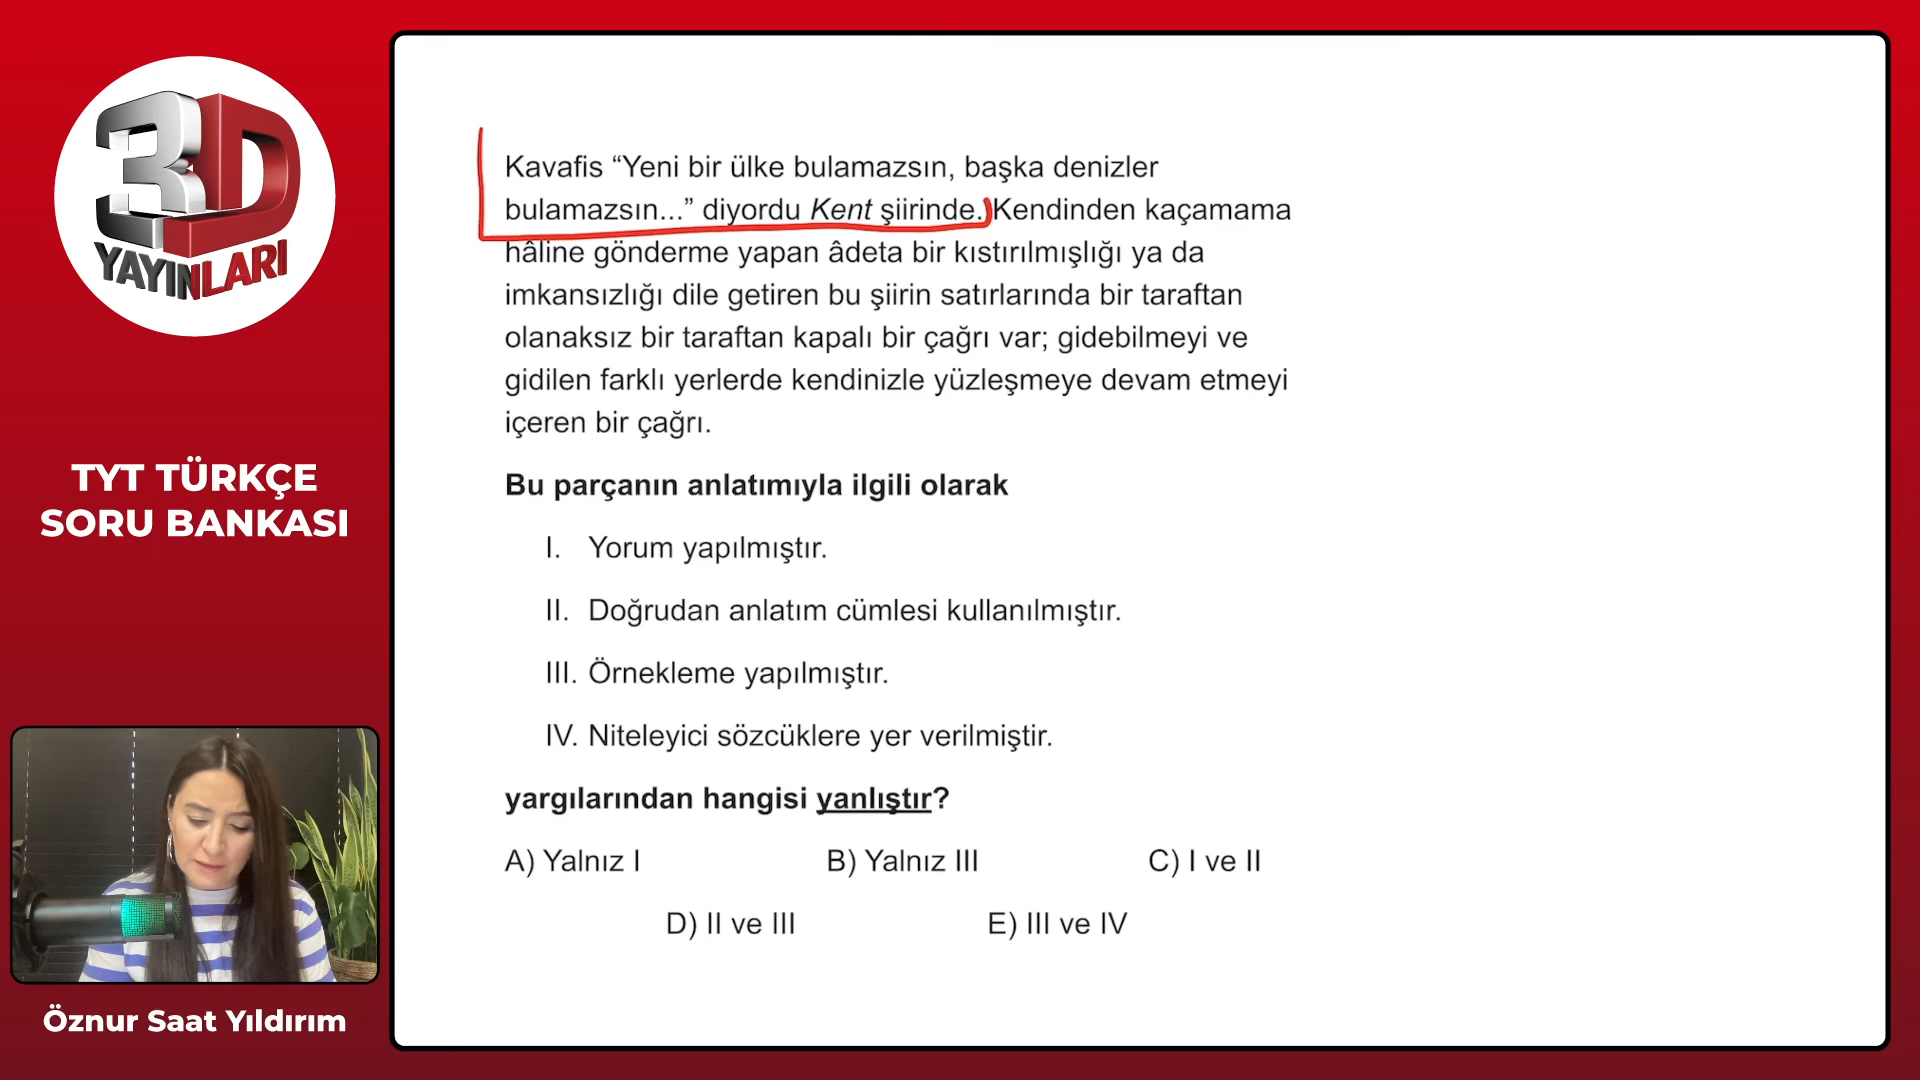 3D
YAYINLARI
TYT TÜRKÇE
SORU BANKASI
Öznur Saat Yıldırım
Kavafis “Yeni bir ülke bulamazsın, başka denizler
bulamazsın...” diyordu Kent şiirinde. Kendinden kaçamama
hâline gönderme yapan âdeta bir kıstırılmışlığı ya da
imkansızlığı dile getiren bu şiirin satırlarında bir taraftan
olanaksız bir taraftan kapalı bir çağrı var; gidebilmeyi ve
gidilen farklı yerlerde kendinizle yüzleşmeye devam etmeyi
içeren bir çağrı.
Bu parçanın anlatımıyla ilgili olarak
I. Yorum yapılmıştır.
II. Doğrudan anlatım cümlesi kullanılmıştır.
III. Örnekleme yapılmıştır.
IV. Niteleyici sözcüklere yer verilmiştir.
yargılarından hangisi yanlıştır?
A) Yalnız I B) Yalnız III C) I ve II
D) II ve III E) III ve IV